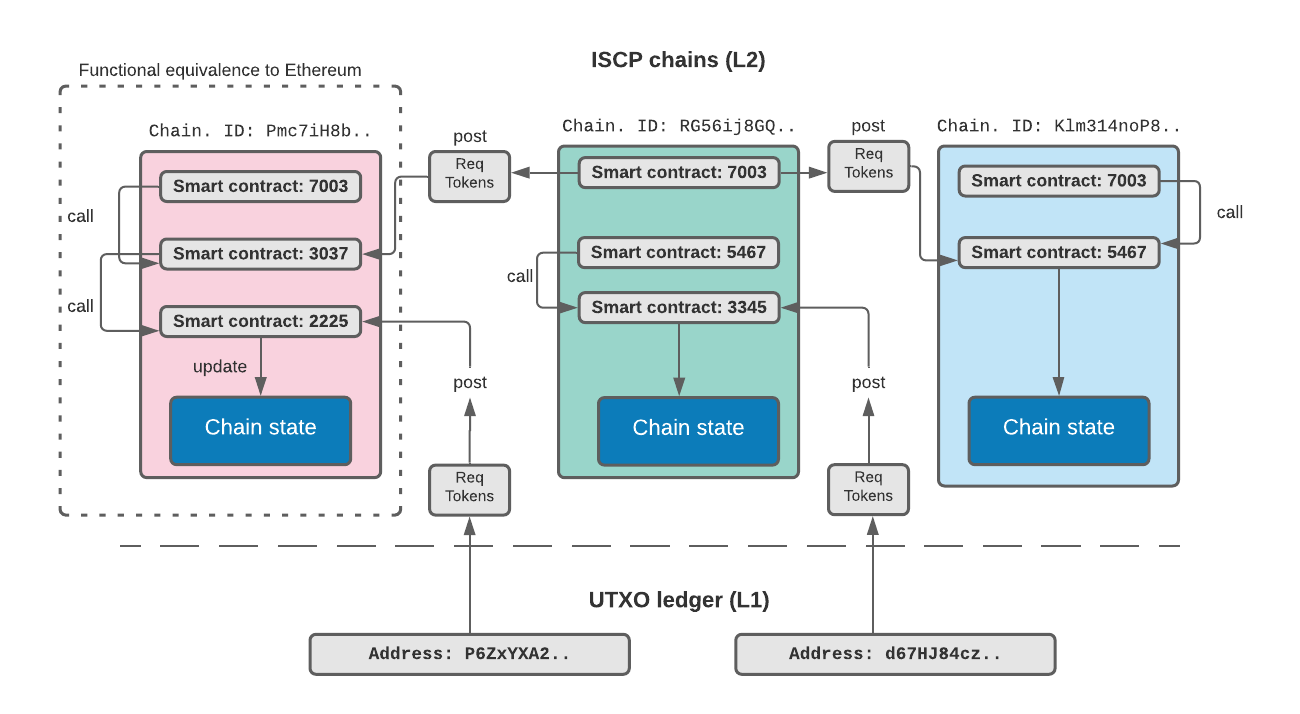 ISCP chains (L2)
Functional equivalence to Ethereum
Chain. ID: Pmc7iH8b..
post
Chain. ID: RG56ij8GQ..
post
Chain. ID: Klm314noP8..
Req
Tokens
Req
Tokens
Smart contract: 7003
Smart contract: 7003
Smart contract: 7003
call
call
Smart contract: 3037
Smart contract: 5467
Smart contract: 5467
call
call
Smart contract: 2225
Smart contract: 3345
update
post
post
Chain state
Chain state
Chain state
Req
Tokens
Req
Tokens
UTXO ledger (L1)
Address: P6ZxYXA2..
Address: d67HJ84cz..